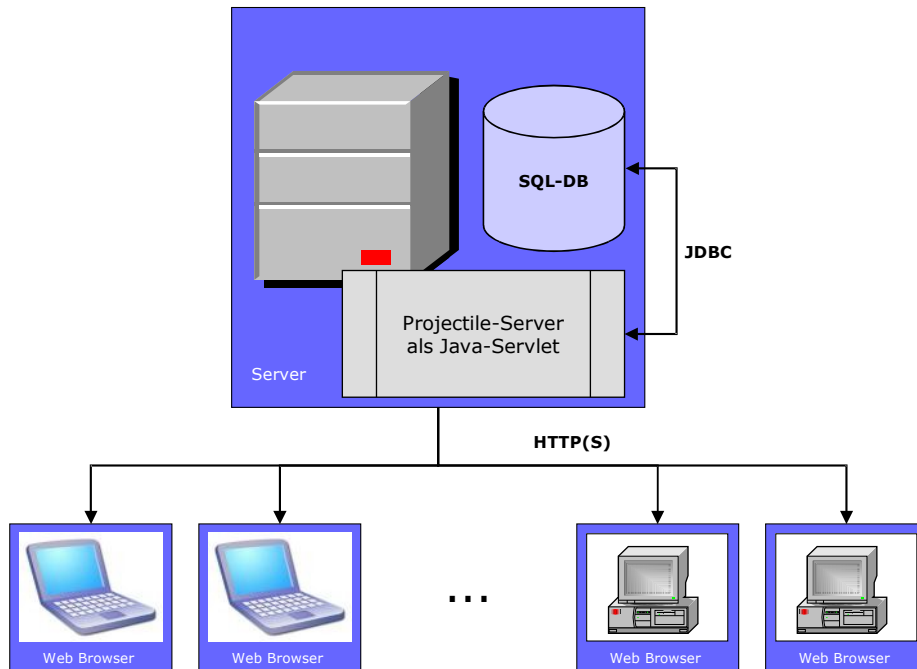 SQL-DB
JDBC
Projectile-Server
als Java-Servlet
Server
HTTP(S)
...
Web Browser
Web Browser
Web Browser
Web Browser